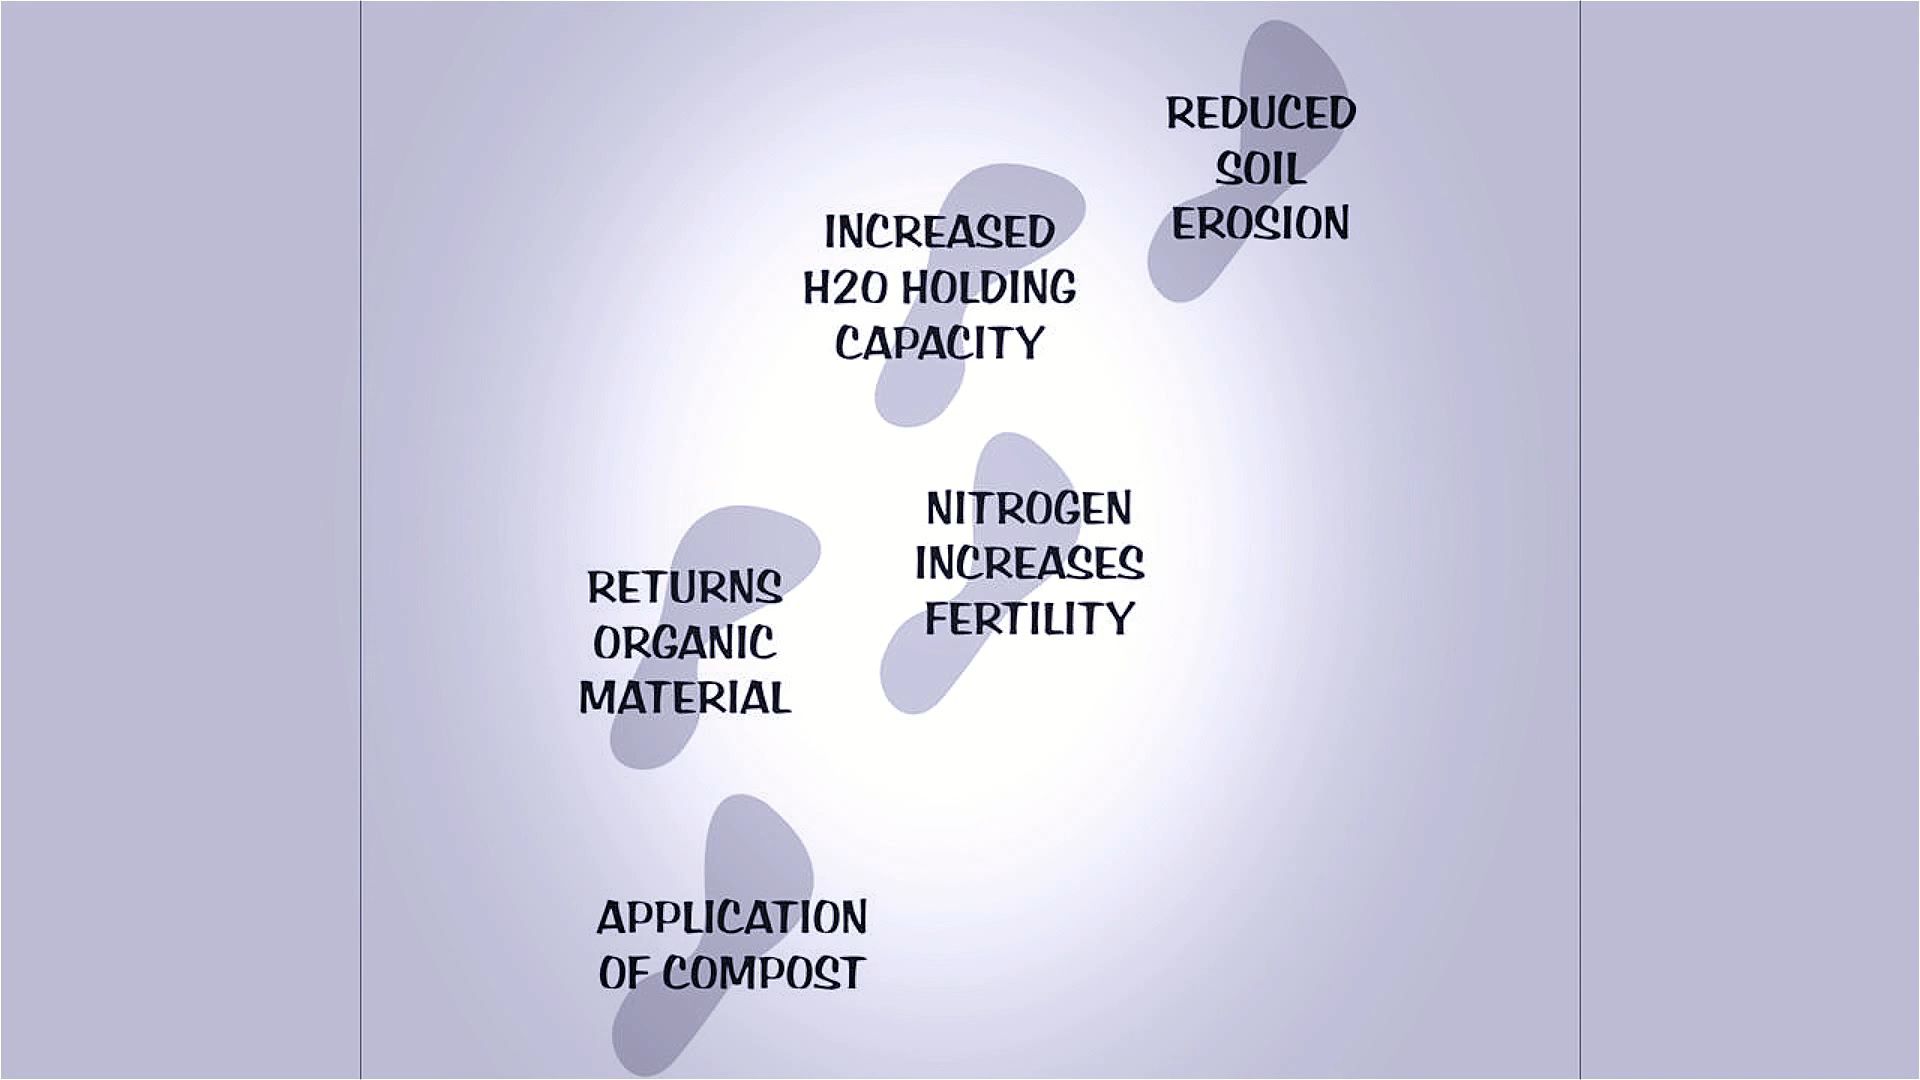 REDUCED
SOIL
EROSION
INCREASED
H2O HOLDING
CAPACITY
NITROGEN
INCREASES
FERTILITY
RETURNS
ORGANIC
MATERIAL
APPLICATION
OF COMPOST